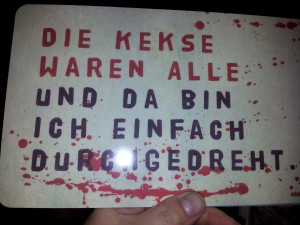 DIE KEKSE
WAREN ALLE
UND DA BIN
ICH EINFACH
DURCHGEDREHT.